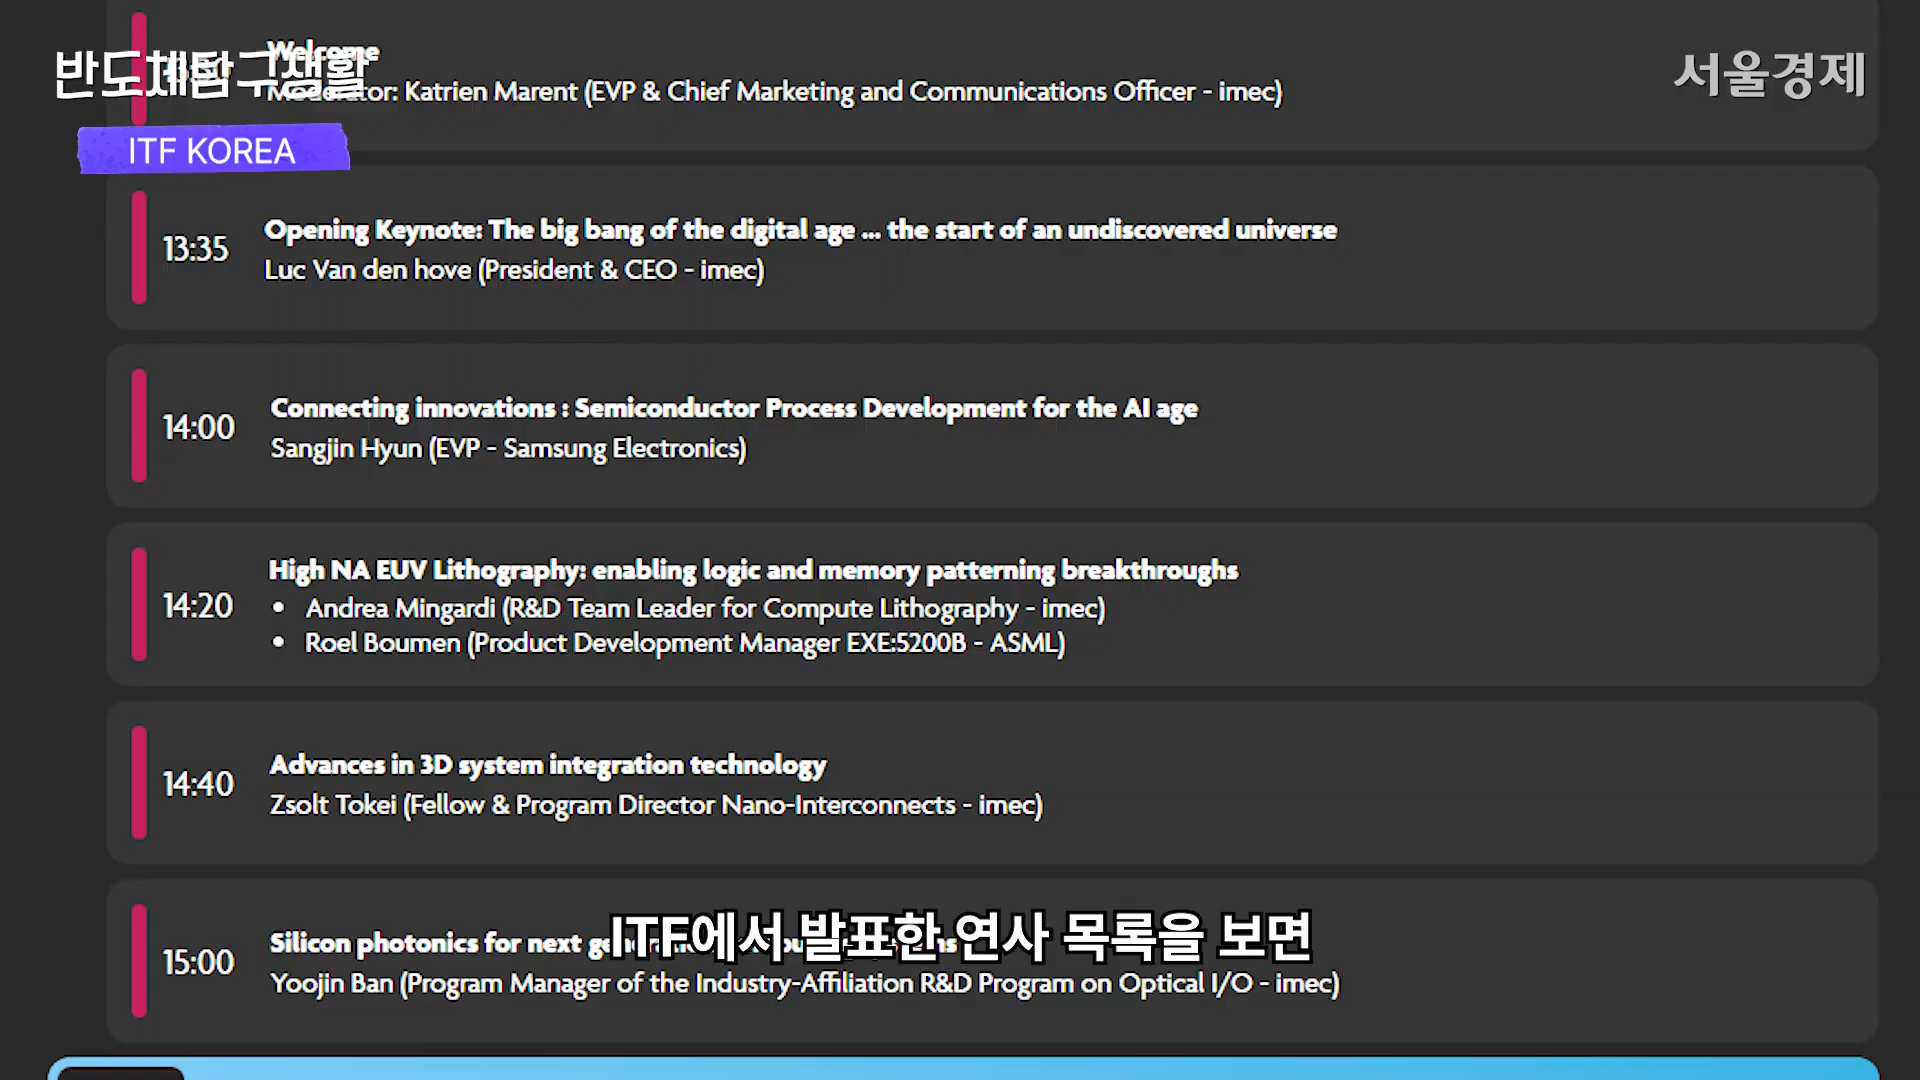 반도체탐구생활
서울경제
ITF KOREA
Welcome
Moderator: Katrien Marent (EVP & Chief Marketing and Communications Officer - imec)
13:35
Opening Keynote: The big bang of the digital age ... the start of an undiscovered universe
Luc Van den hove (President & CEO - imec)
14:00
Connecting innovations : Semiconductor Process Development for the AI age
Sangjin Hyun (EVP - Samsung Electronics)
14:20
High NA EUV Lithography: enabling logic and memory patterning breakthroughs
• Andrea Mingardi (R&D Team Leader for Compute Lithography - imec)
• Roel Boumen (Product Development Manager EXE:5200B - ASML)
14:40
Advances in 3D system integration technology
Zsolt Tokei (Fellow & Program Director Nano-Interconnects - imec)
15:00
Silicon photonics for next
Yoojin Ban (Program Manager of the Industry-Affiliation R&D Program on Optical I/O - imec)
ITF에서 발표한 연사 목록을 보면